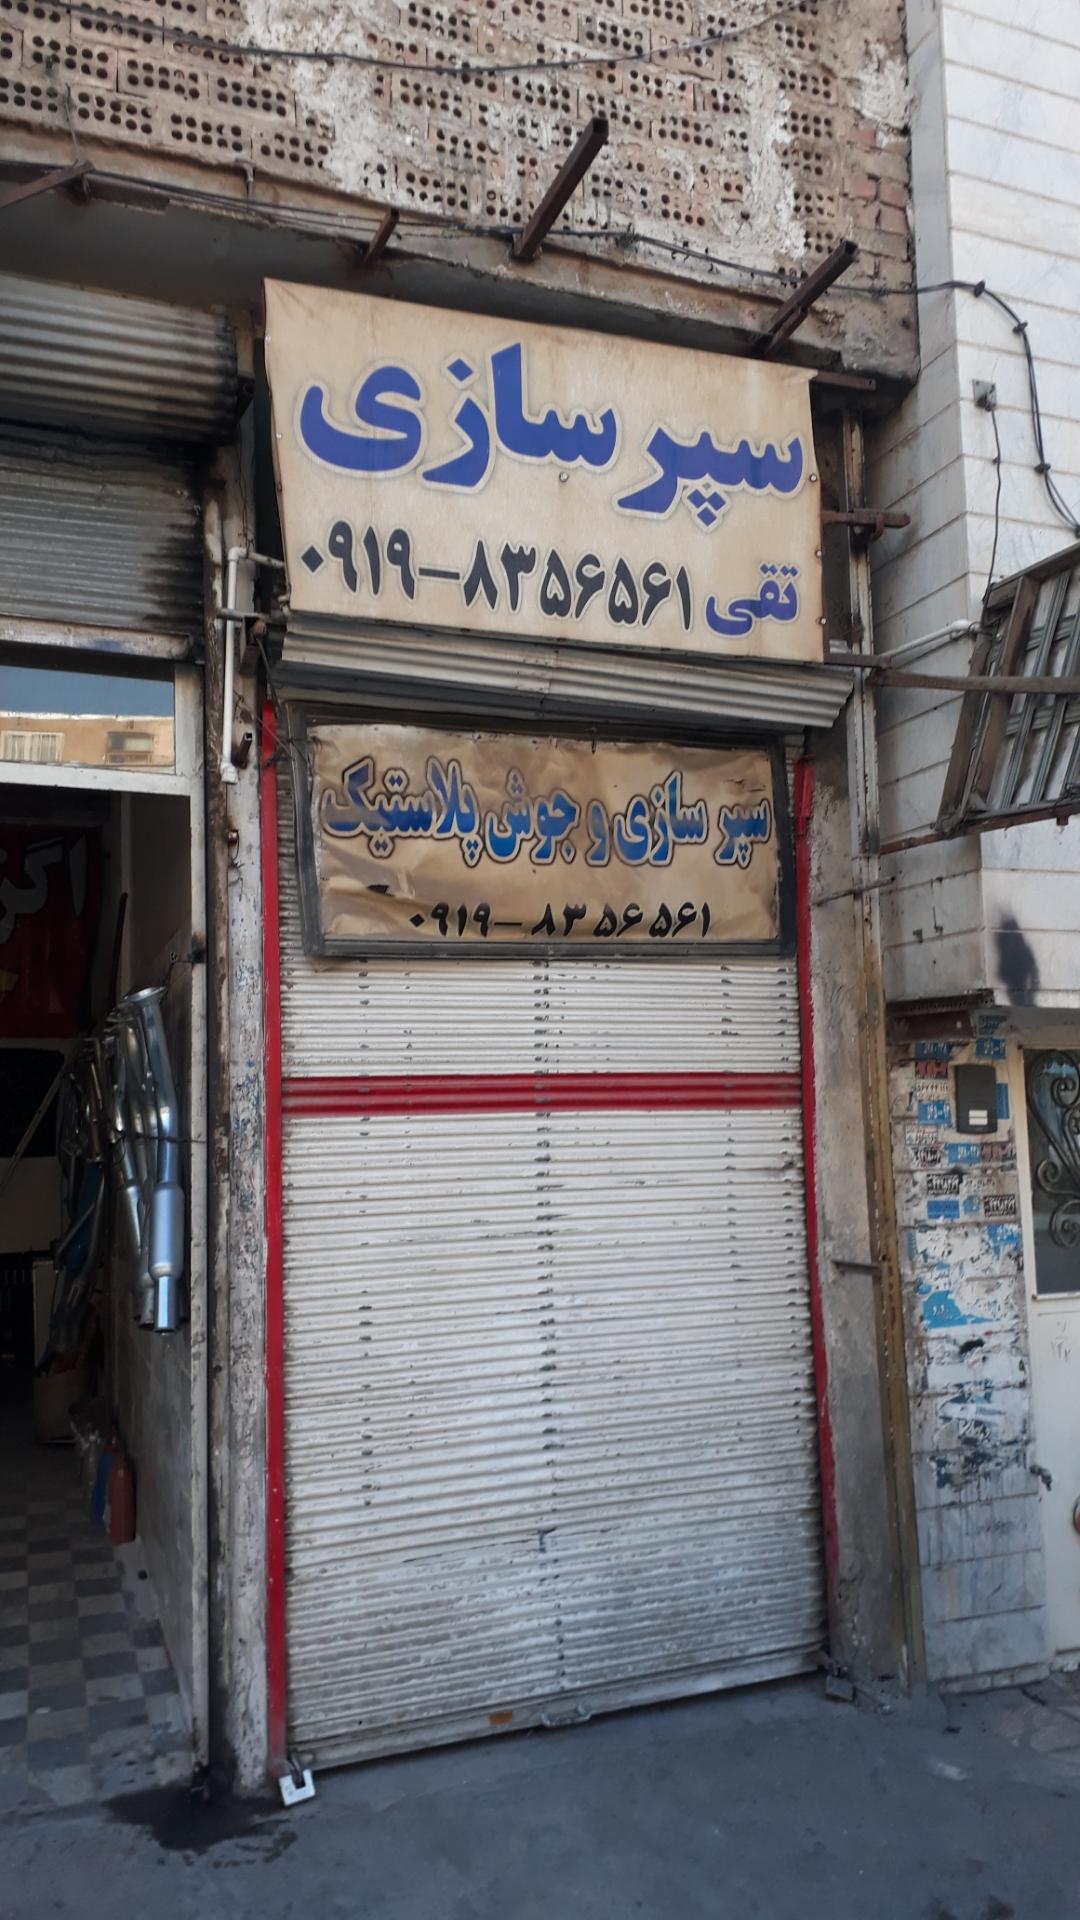 سپر سازی
تقی ۰۹۱۹-۸۳۵۶۵۶۱
سپر سازی و جوش پلاستیک
۰۹۱۹-۸۳۵۶۵۶۱